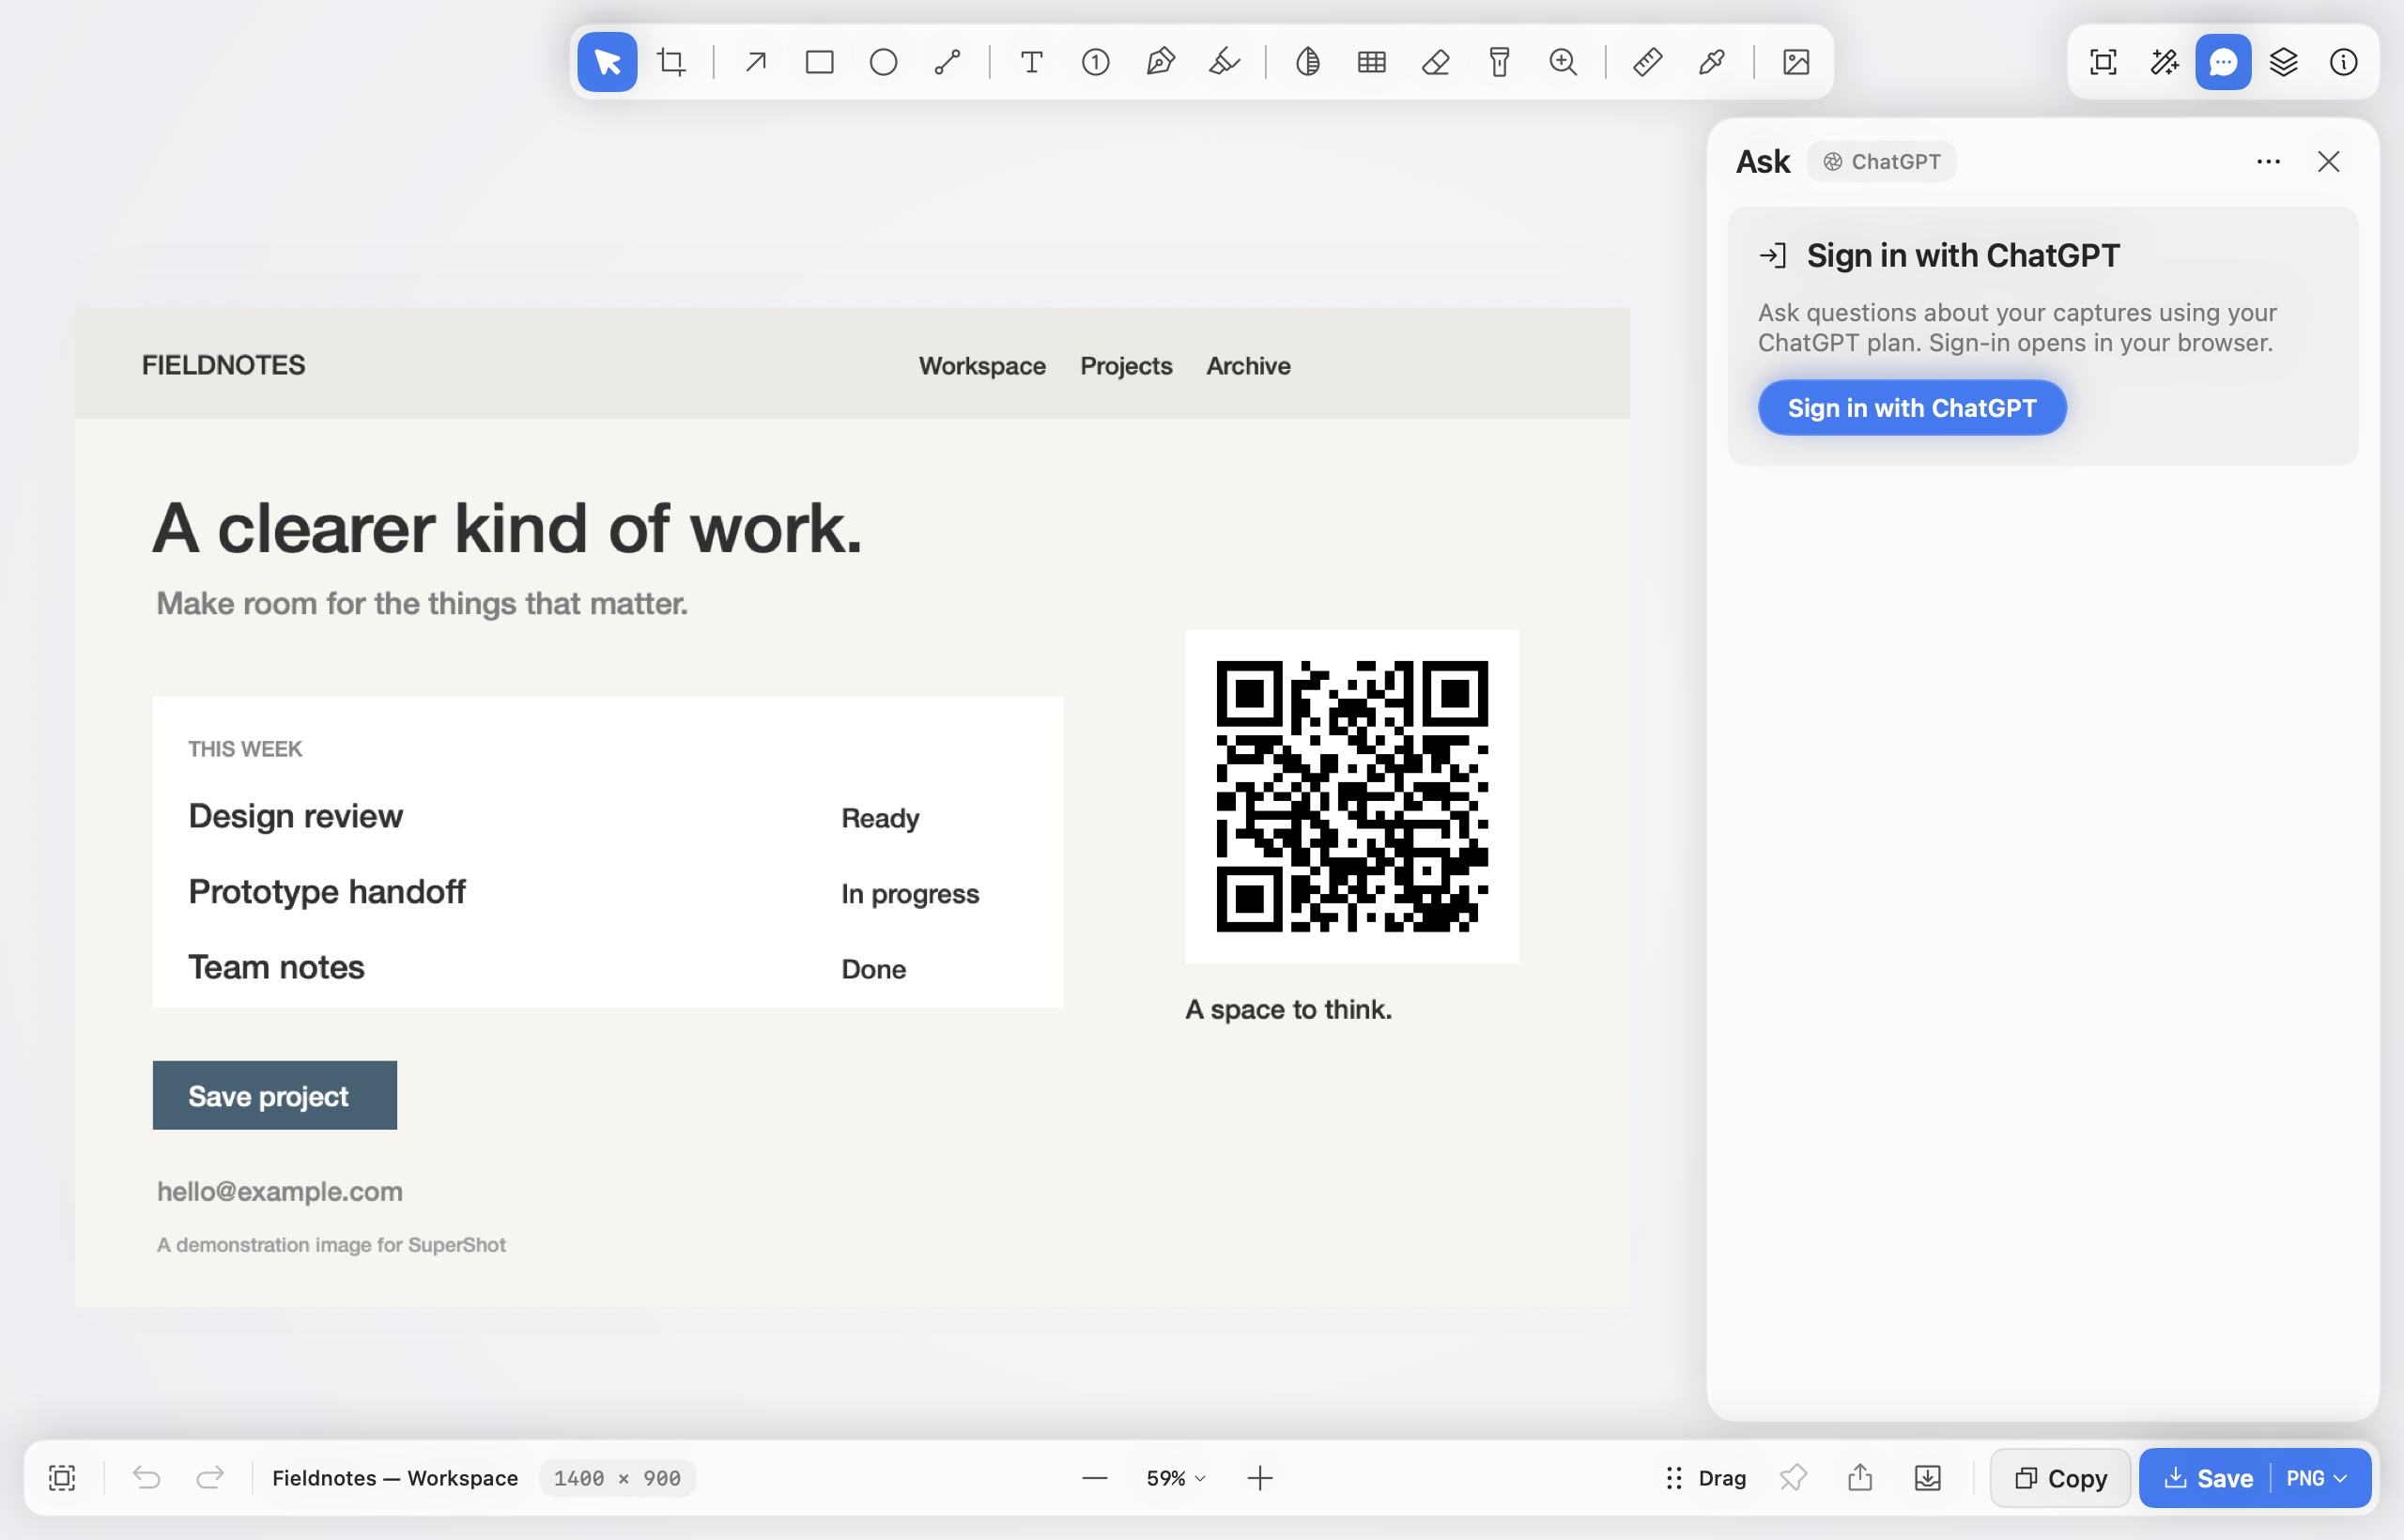 Ask
ChatGPT
Sign in with ChatGPT
Ask questions about your captures using your
ChatGPT plan. Sign-in opens in your browser.
Sign in with ChatGPT
FIELDNOTES
Workspace Projects Archive
A clearer kind of work.
Make room for the things that matter.
THIS WEEK
Design review Ready
Prototype handoff In progress
Team notes Done
A space to think.
Save project
hello@example.com
A demonstration image for SuperShot
Fieldnotes — Workspace 1400 × 900 59% Drag Copy Save PNG